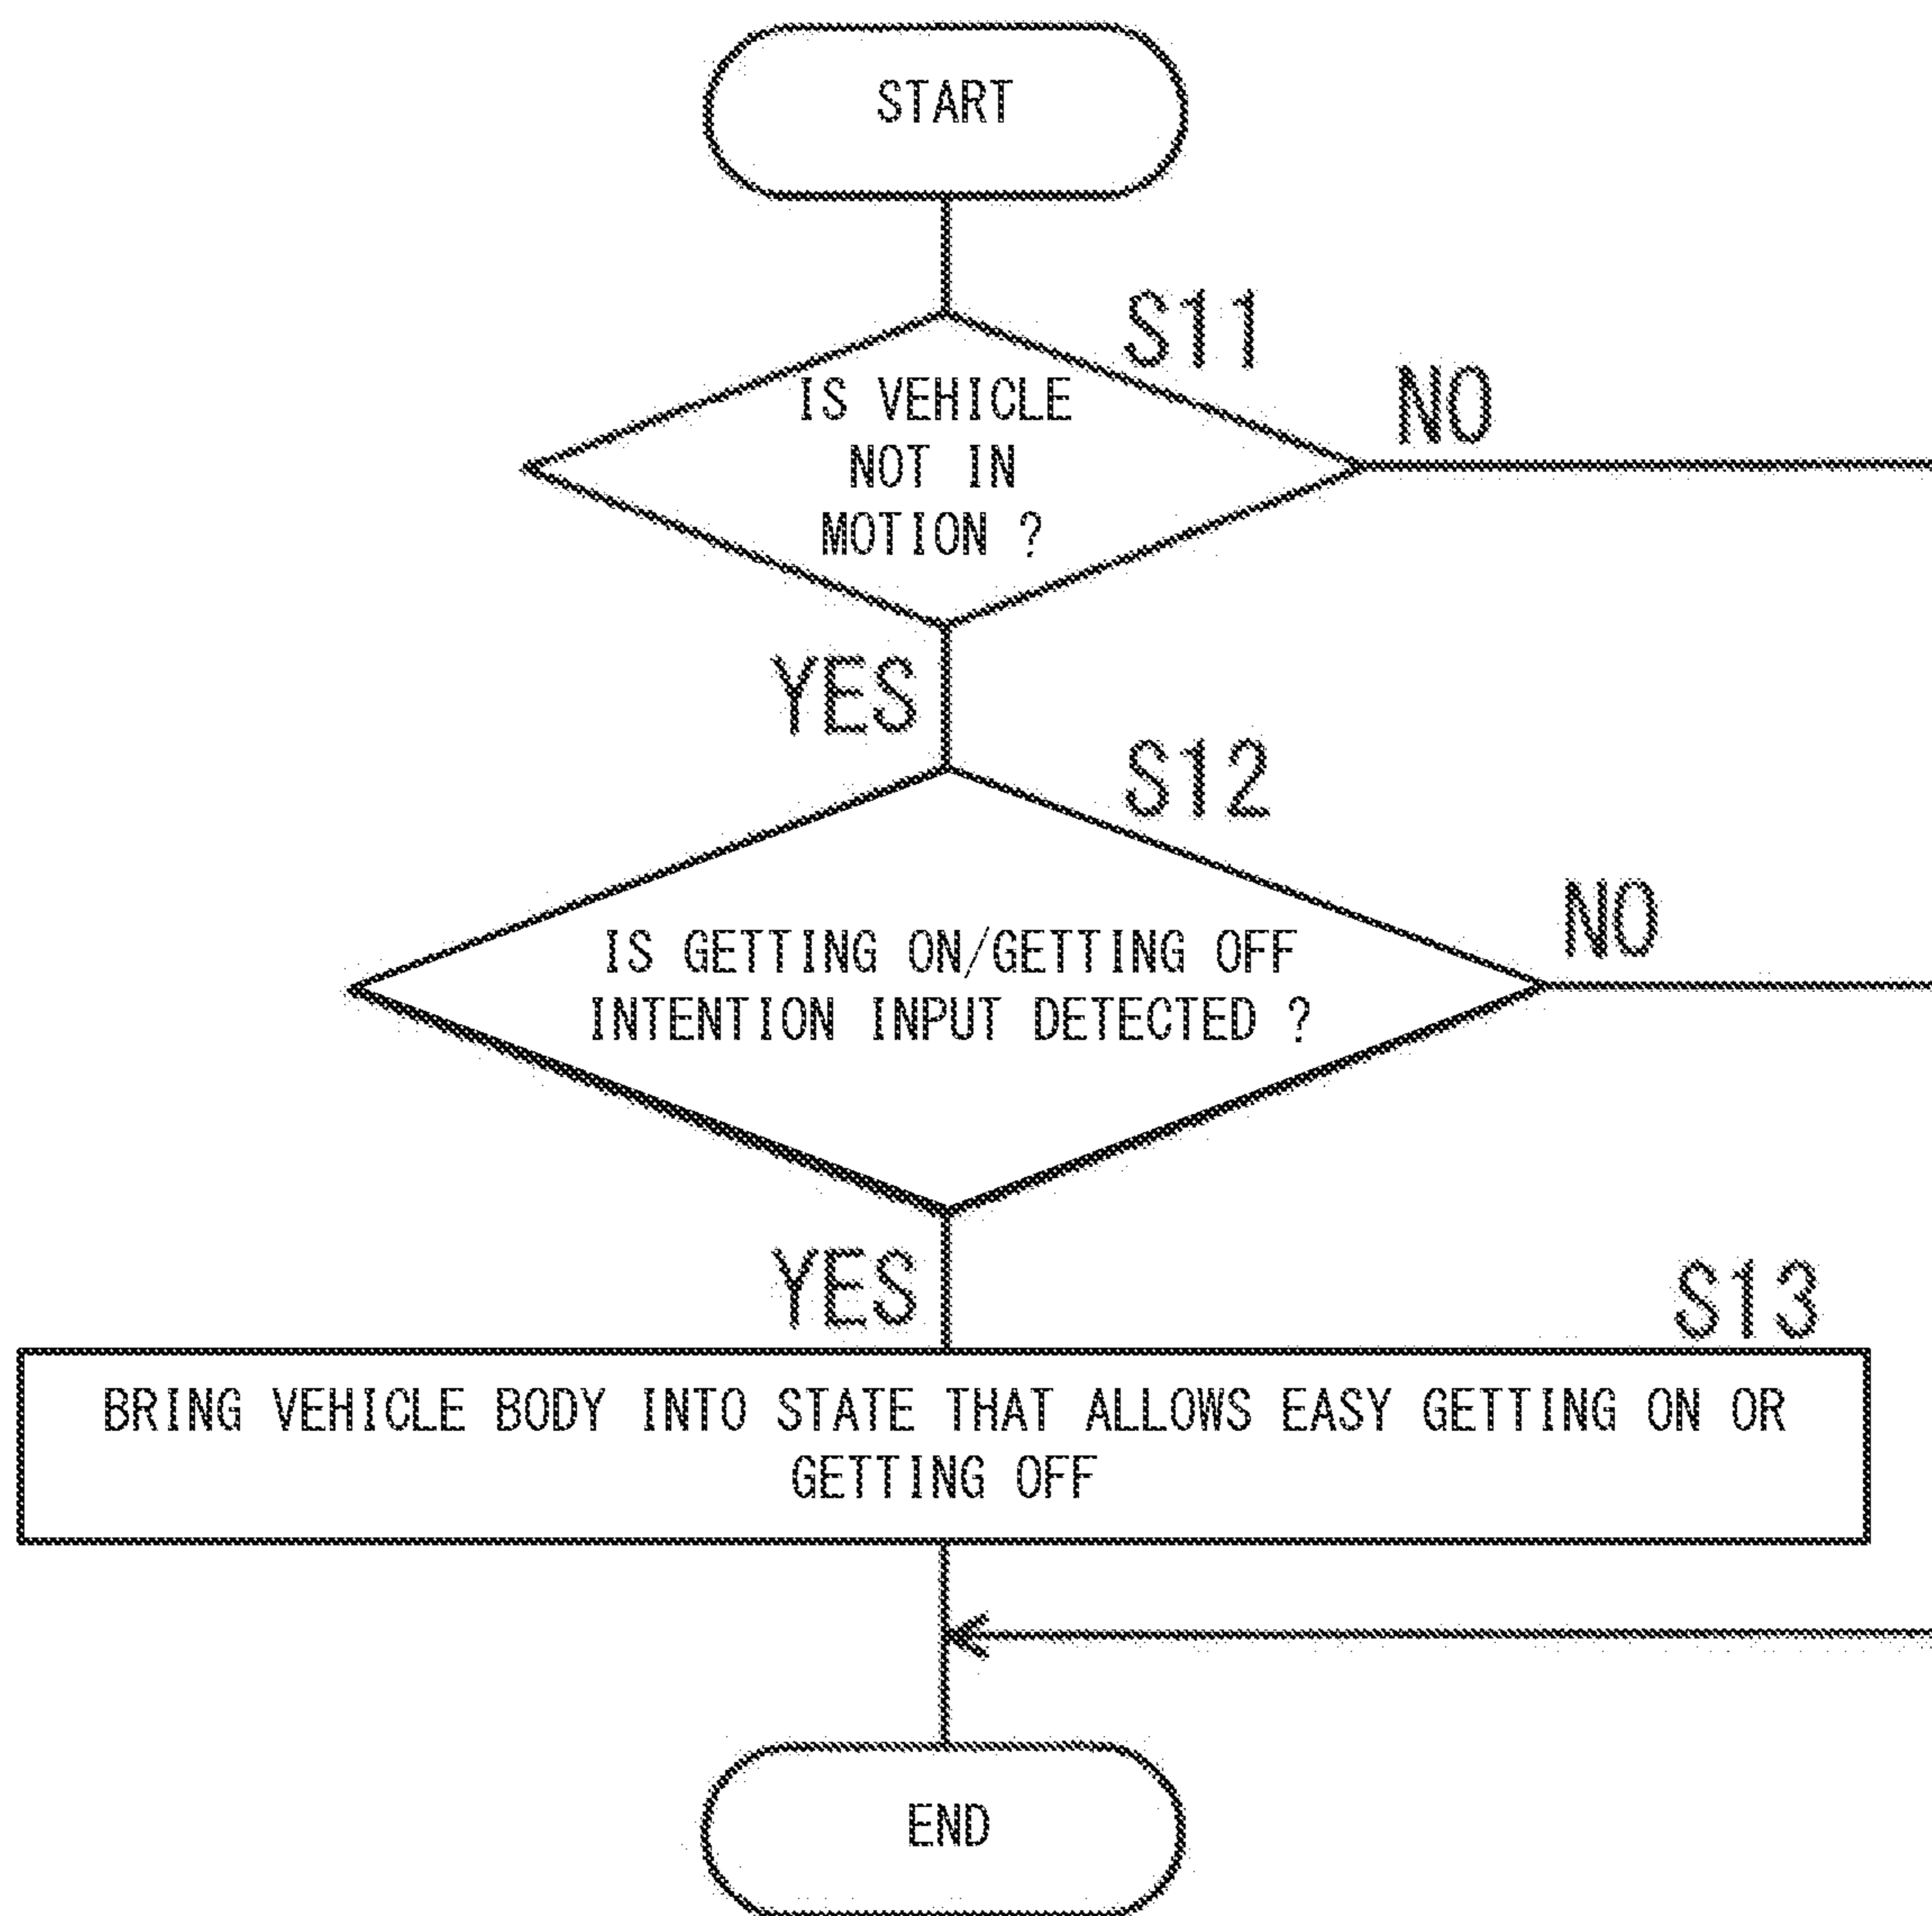 START
S11
IS VEHICLE
NOT IN
MOTION ?
NO
YES
S12
IS GETTING ON/GETTING OFF
INTENTION INPUT DETECTED ?
NO
YES
S13
BRING VEHICLE BODY INTO STATE THAT ALLOWS EASY GETTING ON OR
GETTING OFF
END